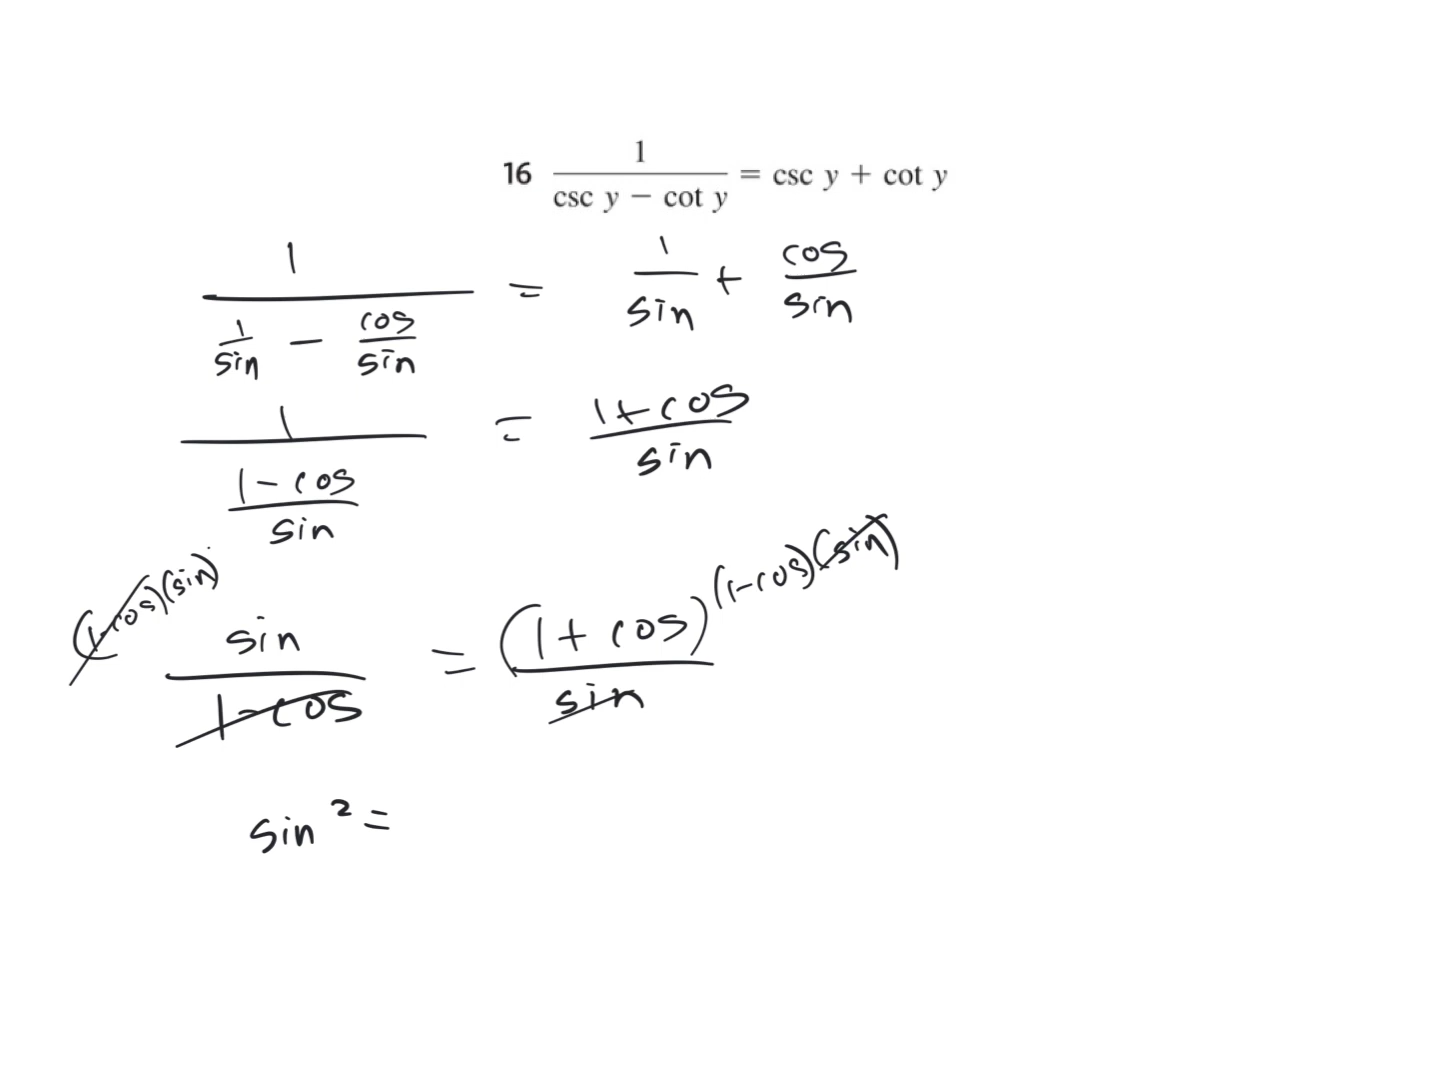 16 1/(csc y − cot y) = csc y + cot y
1/(1/sin − cos/sin) = 1/sin + cos/sin
1/((1 − cos)/sin) = (1 + cos)/sin
(1-cos)(sin) sin/(1-cos) = (1 + cos)/sin (1-cos)(sin)
sin² =